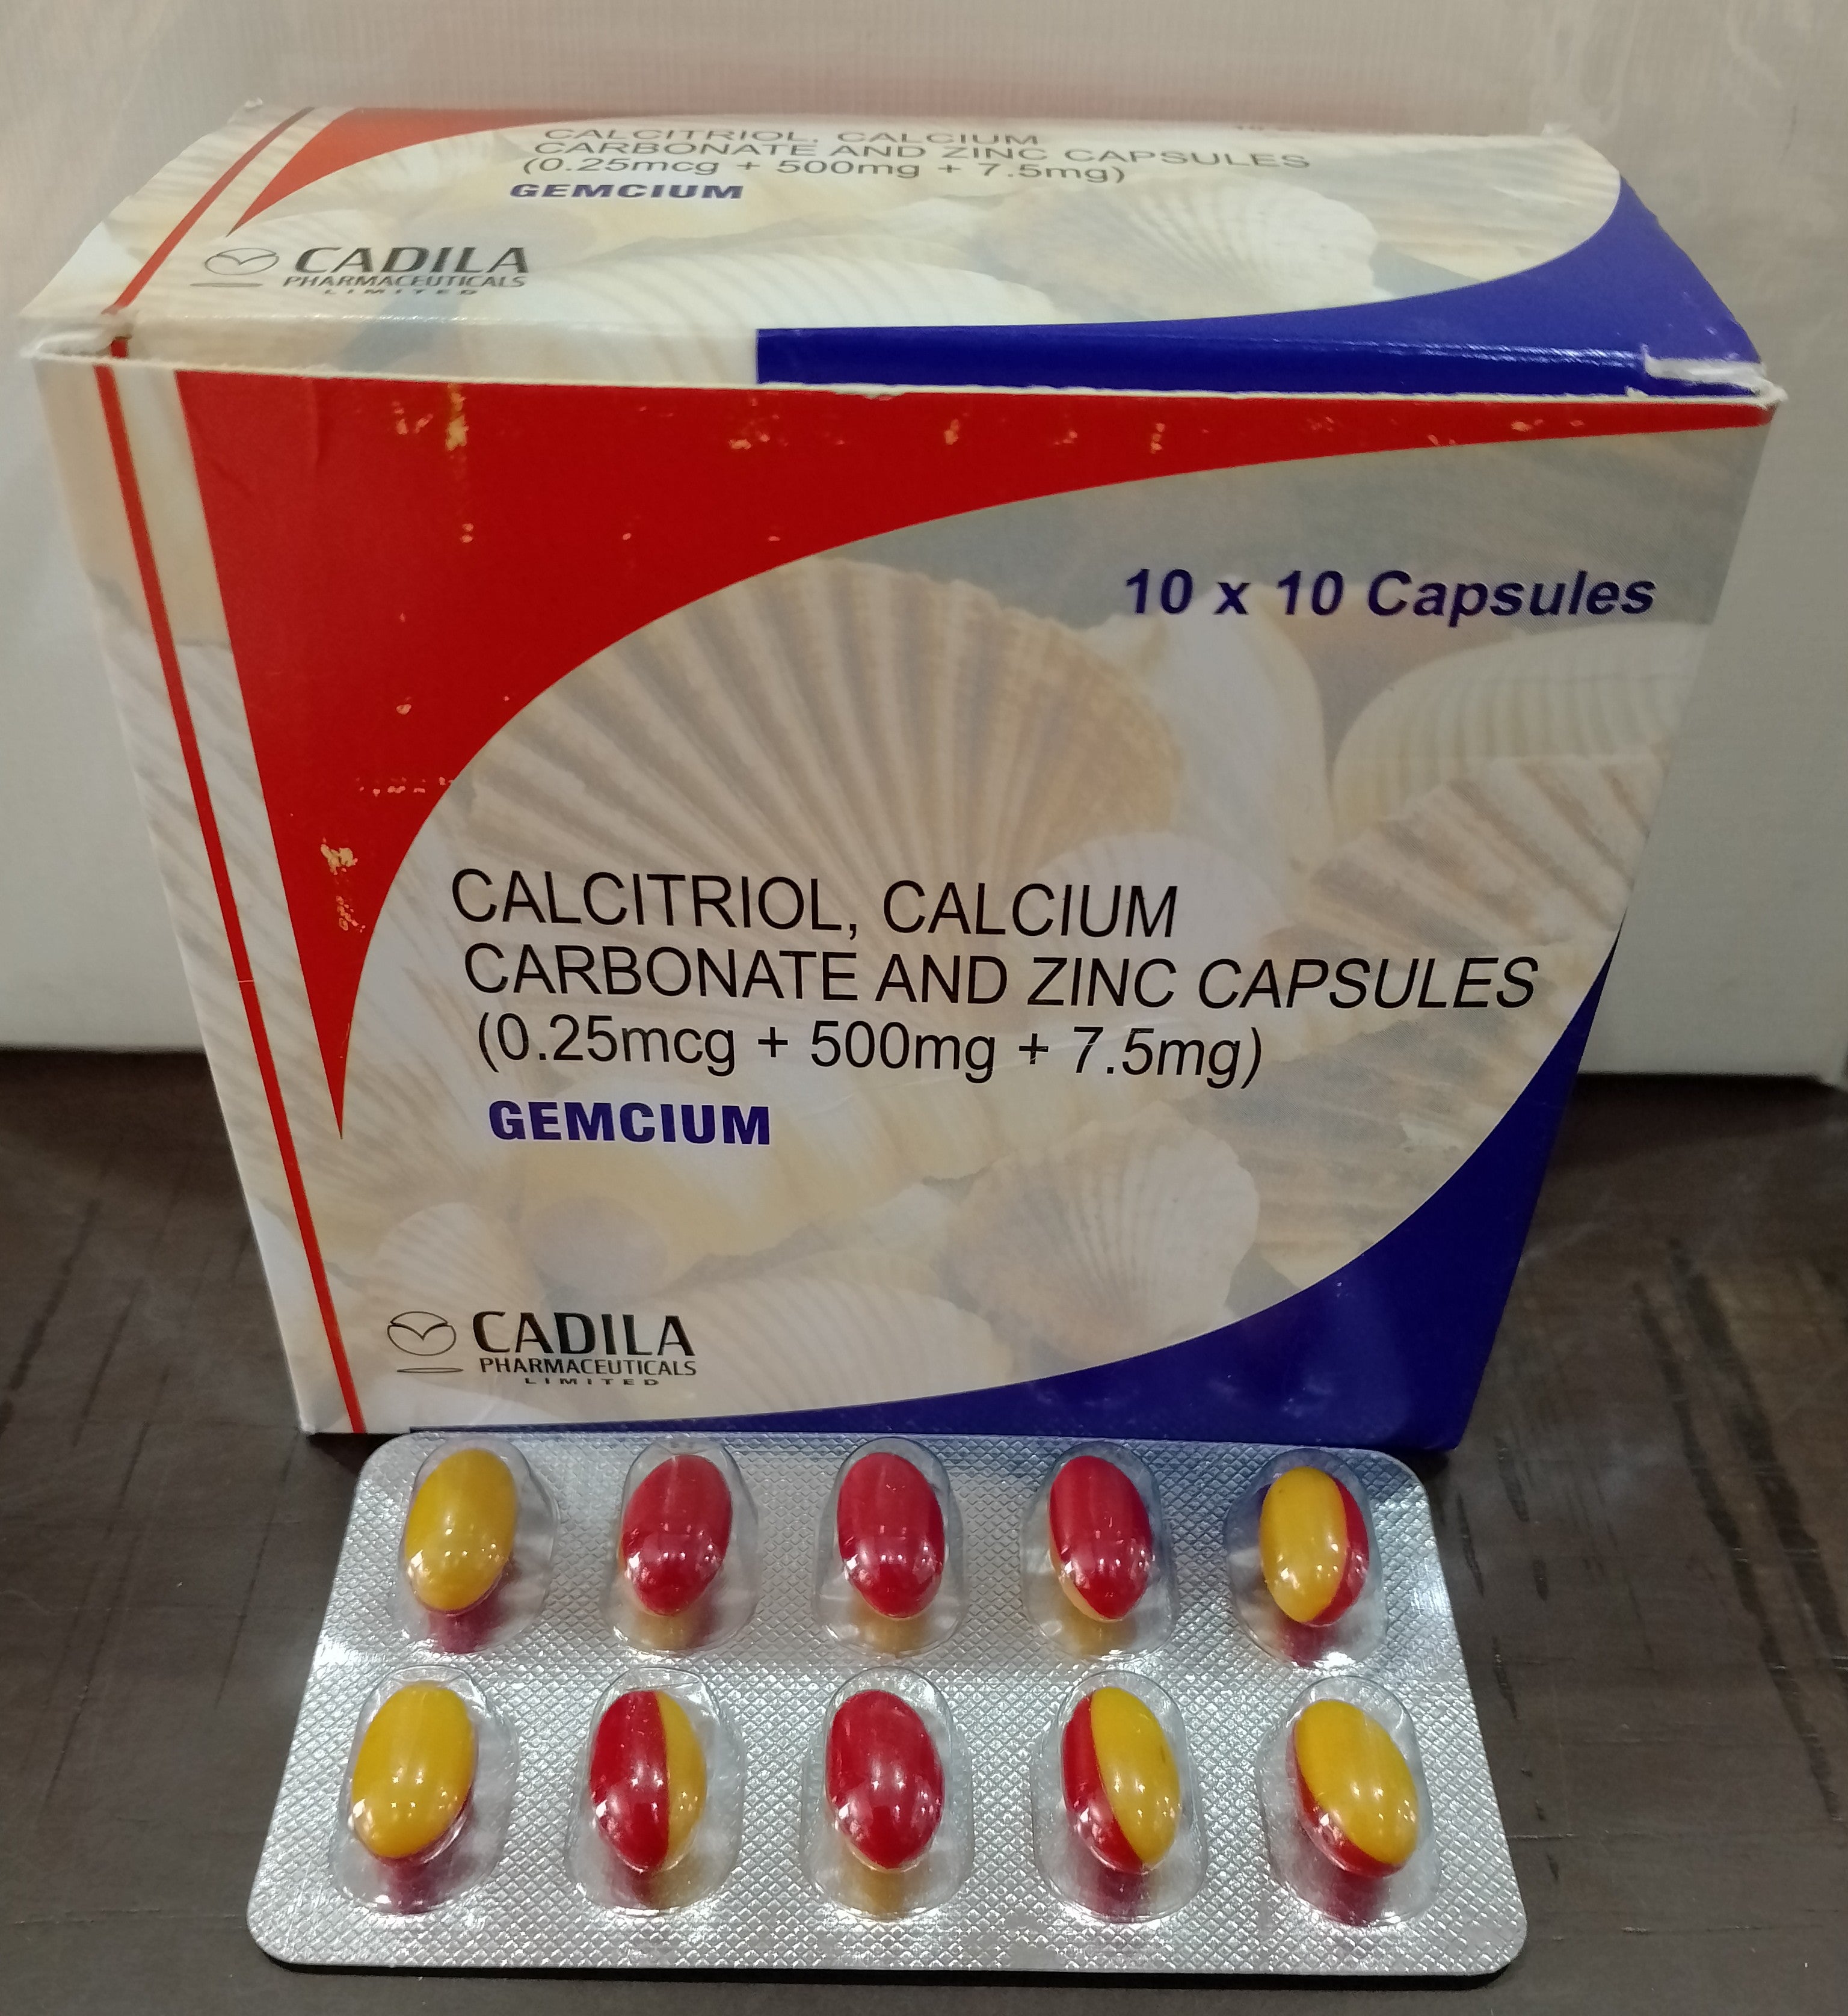 CALCITRIOL, CALCIUM
CARBONATE AND ZINC CAPSULES
(0.25mcg + 500mg + 7.5mg)
GEMCIUM
CADILA
PHARMACEUTICALS
LIMITED
10 x 10 Capsules
CALCITRIOL, CALCIUM
CARBONATE AND ZINC CAPSULES
(0.25mcg + 500mg + 7.5mg)
GEMCIUM
CADILA
PHARMACEUTICALS
LIMITED